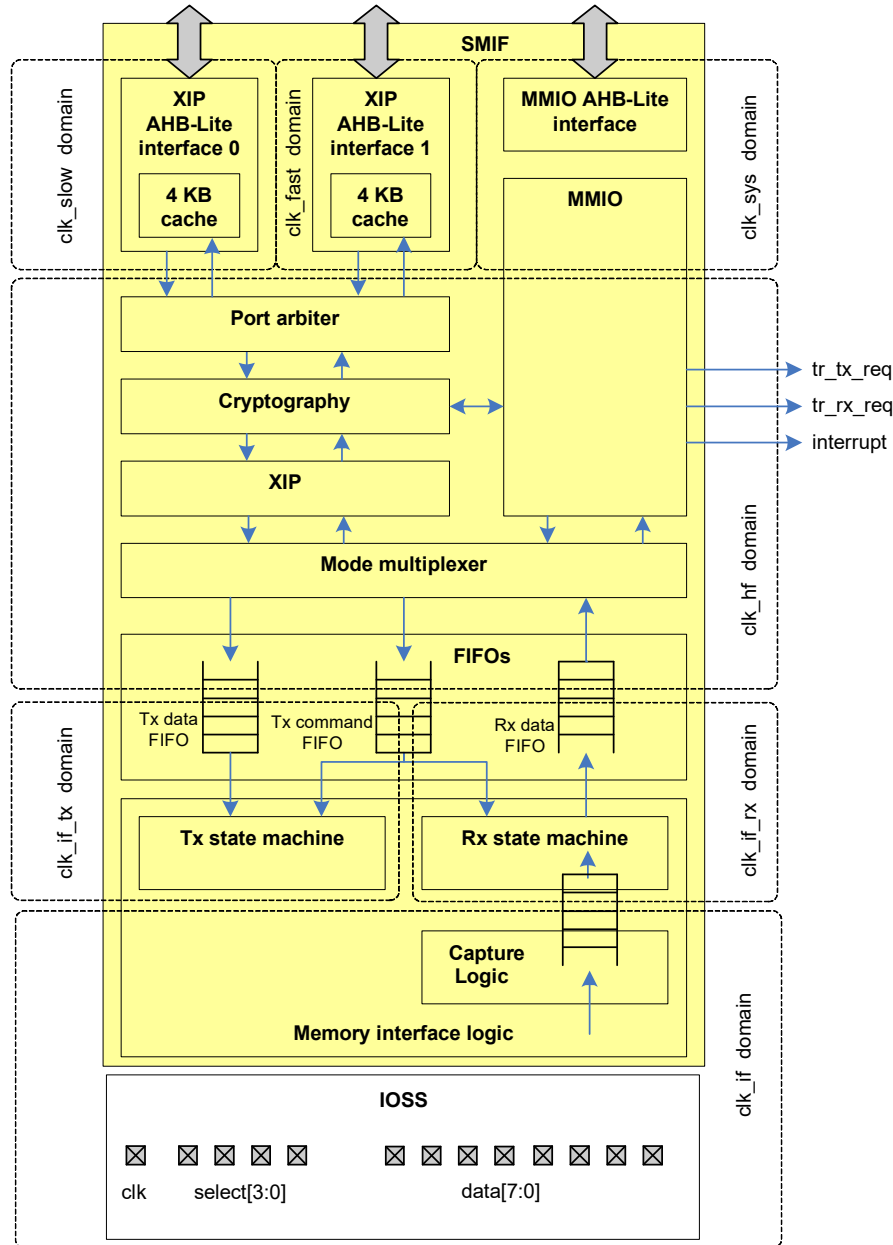 SMIF
clk_slow domain
XIP
AHB-Lite
interface 0
4 KB
cache
clk_fast domain
XIP
AHB-Lite
interface 1
4 KB
cache
MMIO AHB-Lite
interface
clk_sys domain
MMIO
Port arbiter
Cryptography
XIP
Mode multiplexer
tr_tx_req
tr_rx_req
interrupt
clk_hf domain
FIFOs
Tx data
FIFO
Tx command
FIFO
Rx data
FIFO
clk_if_tx domain
clk_if_rx domain
Tx state machine
Rx state machine
Capture
Logic
Memory interface logic
clk_if domain
IOSS
clk
select[3:0]
data[7:0]